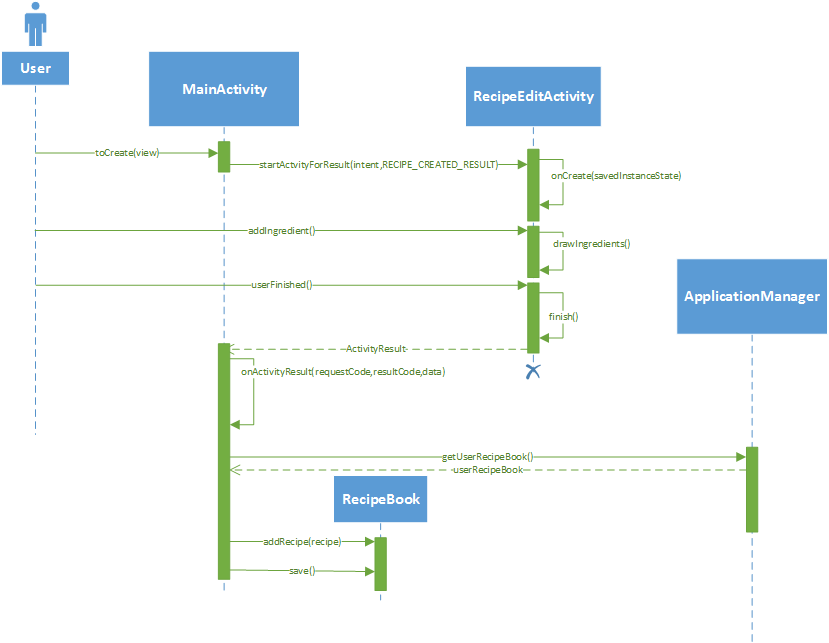 User
MainActivity
RecipeEditActivity
toCreate(view)
startActvityForResult(intent,RECIPE_CREATED_RESULT)
onCreate(savedInstanceState)
addIngredient()
drawIngredients()
userFinished()
ApplicationManager
finish()
ActivityResult
onActivityResult(requestCode,resultCode,data)
getUserRecipeBook()
userRecipeBook
RecipeBook
addRecipe(recipe)
save()